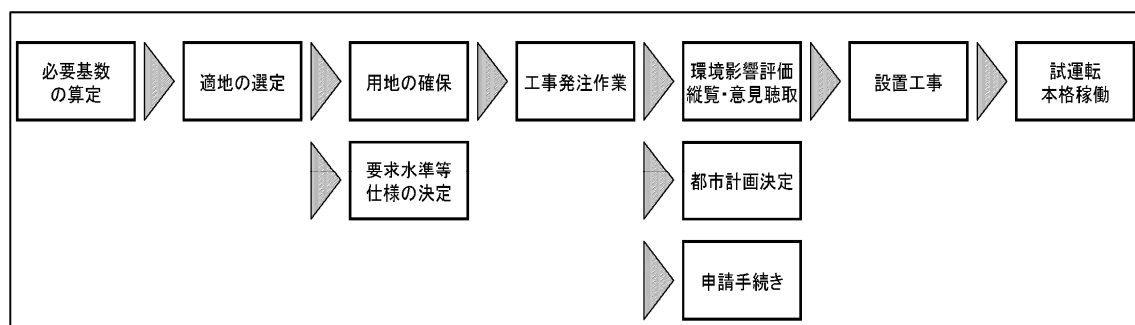 必要基数
の算定
適地の選定
用地の確保
工事発注作業
環境影響評価
縦覧・意見聴取
設置工事
試運転
本格稼働
要求水準等
仕様の決定
都市計画決定
申請手続き